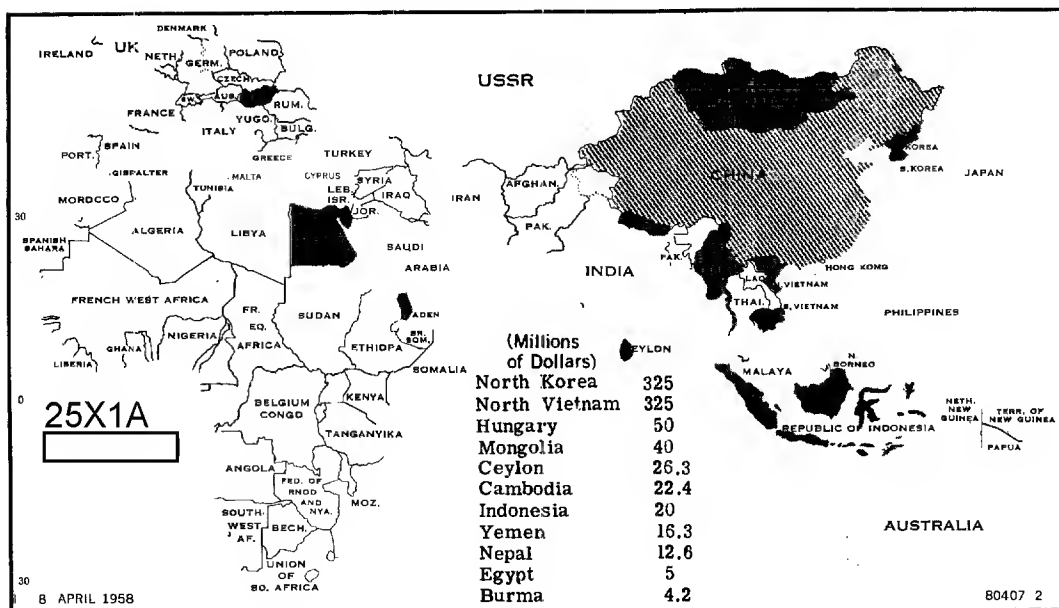 DENMARK
IRELAND
UK
NETH.
GERM.
POLAND
CZECH.
SW.
AUS.
RUM.
FRANCE
YUGO.
ITALY
BULG.
GREECE
PORT.
SPAIN
TURKEY
GIBRALTER
MALTA
CYPRUS
TUNISIA
LEB.
SYRIA
ISR.
IRAQ
JOR.
MOROCCO
30
ALGERIA
LIBYA
SPANISH
SAHARA
SAUDI
ARABIA
FRENCH WEST AFRICA
FR.
EQ.
AFRICA
SUDAN
ADEN
NIGERIA
BR.
SOM.
GHANA
ETHIOPA
LIBERIA
SOMALIA
0
BELGIUM
CONGO
KENYA
25X1A
TANGANYIKA
ANGOLA
FED. OF
RHOD
AND
NYA.
MOZ.
SOUTH
WEST
AF.
BECH.
UNION
OF
SO. AFRICA
30
8 APRIL 1958
USSR
CHINA
KOREA
S. KOREA
JAPAN
IRAN
AFGHAN.
PAK.
PAK.
INDIA
HONG KONG
LAO
VIETNAM
THAI.
S. VIETNAM
PHILIPPINES
CEYLON
MALAYA
N.
BORNEO
NETH.
NEW
GUINEA
TERR. OF
NEW GUINEA
REPUBLIC OF INDONESIA
PAPUA
AUSTRALIA
(Millions
of Dollars)
North Korea 325
North Vietnam 325
Hungary 50
Mongolia 40
Ceylon 26.3
Cambodia 22.4
Indonesia 20
Yemen 16.3
Nepal 12.6
Egypt 5
Burma 4.2
80407 2